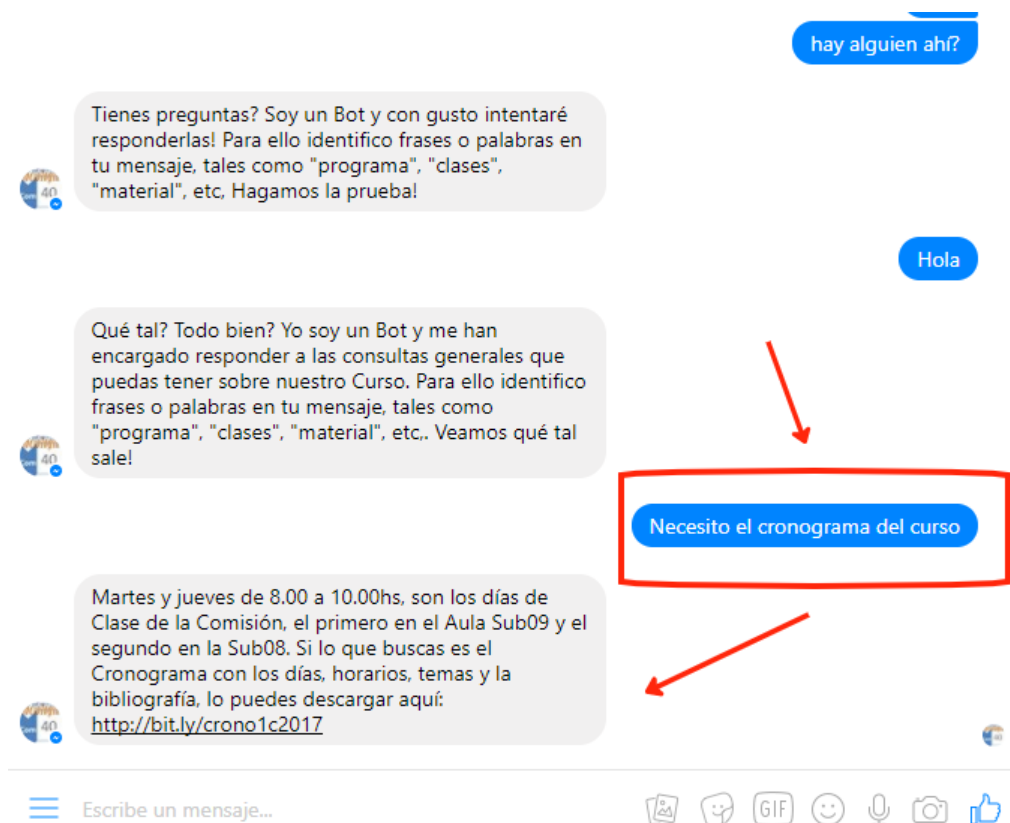 hay alguien ahí?
Tienes preguntas? Soy un Bot y con gusto intentaré
responderlas! Para ello identifico frases o palabras en
tu mensaje, tales como "programa", "clases",
"material", etc, Hagamos la prueba!
40
Hola
Qué tal? Todo bien? Yo soy un Bot y me han
encargado responder a las consultas generales que
puedas tener sobre nuestro Curso. Para ello identifico
frases o palabras en tu mensaje, tales como
"programa", "clases", "material", etc,. Veamos qué tal
sale!
40
Necesito el cronograma del curso
Martes y jueves de 8.00 a 10.00hs, son los días de
Clase de la Comisión, el primero en el Aula Sub09 y el
segundo en la Sub08. Si lo que buscas es el
Cronograma con los días, horarios, temas y la
bibliografía, lo puedes descargar aquí:
http://bit.ly/crono1c2017
40
Escribe un mensaje...
GIF